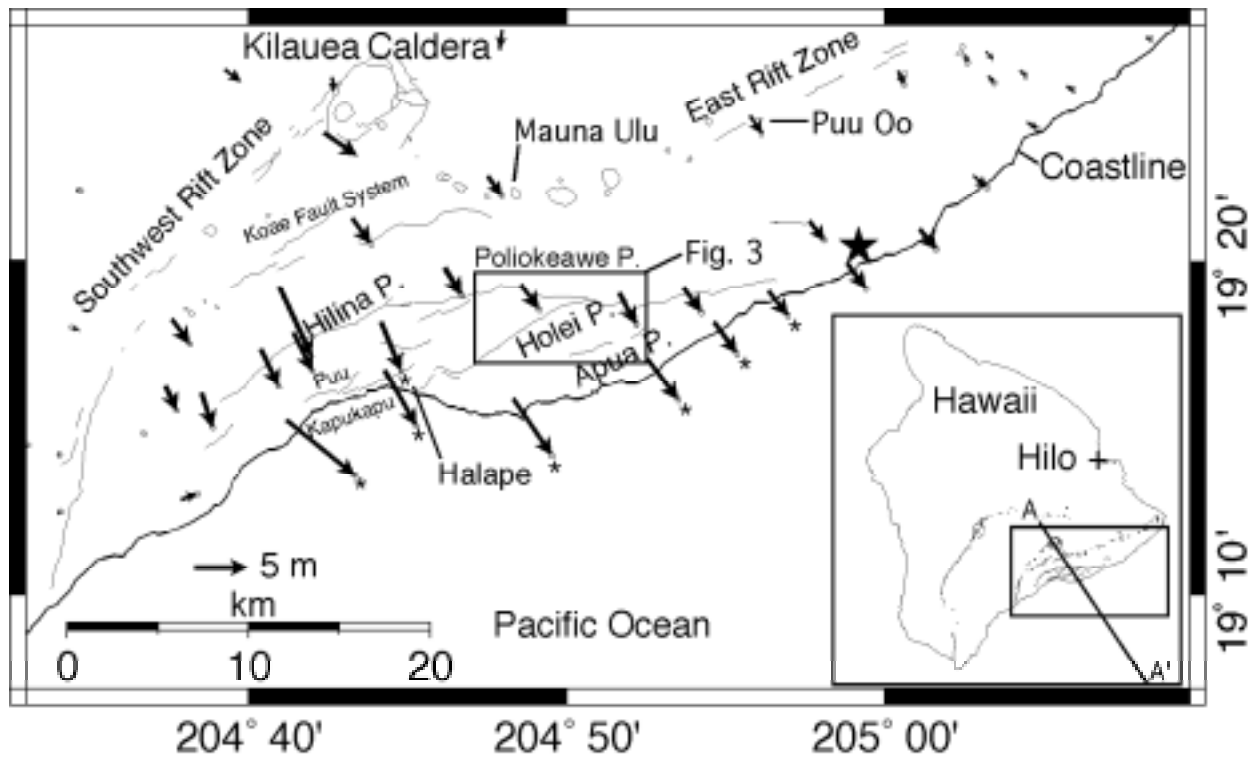 Kilauea Caldera
East Rift Zone
Puu Oo
Mauna Ulu
Coastline
Southwest Rift Zone
Koae Fault System
Poliokeawe P.
Fig. 3
20'
19°
Hilina P.
Holei P.
Apua P.
Puu
Kapukapu
Halape
Hawaii
Hilo
A
A'
5 m
km
0 10 20
Pacific Ocean
10'
19°
204° 40' 204° 50' 205° 00'